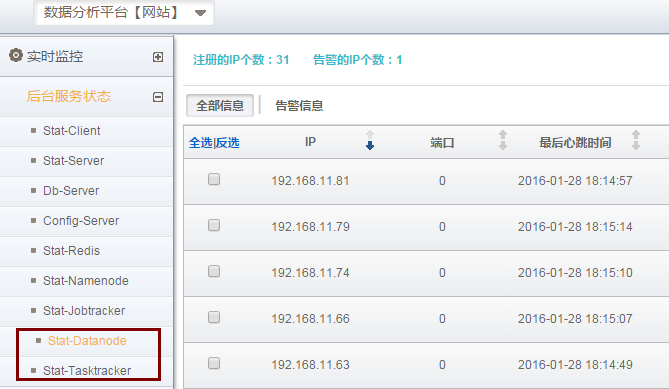 数据分析平台【网站】
实时监控
后台服务状态
Stat-Client
Stat-Server
Db-Server
Config-Server
Stat-Redis
Stat-Namenode
Stat-Jobtracker
Stat-Datanode
Stat-Tasktracker
注册的IP个数：31 告警的IP个数：1
全部信息 | 告警信息
全选|反选 IP 端口 最后心跳时间
192.168.11.81 0 2016-01-28 18:14:57
192.168.11.79 0 2016-01-28 18:15:14
192.168.11.74 0 2016-01-28 18:15:10
192.168.11.66 0 2016-01-28 18:15:07
192.168.11.63 0 2016-01-28 18:14:49